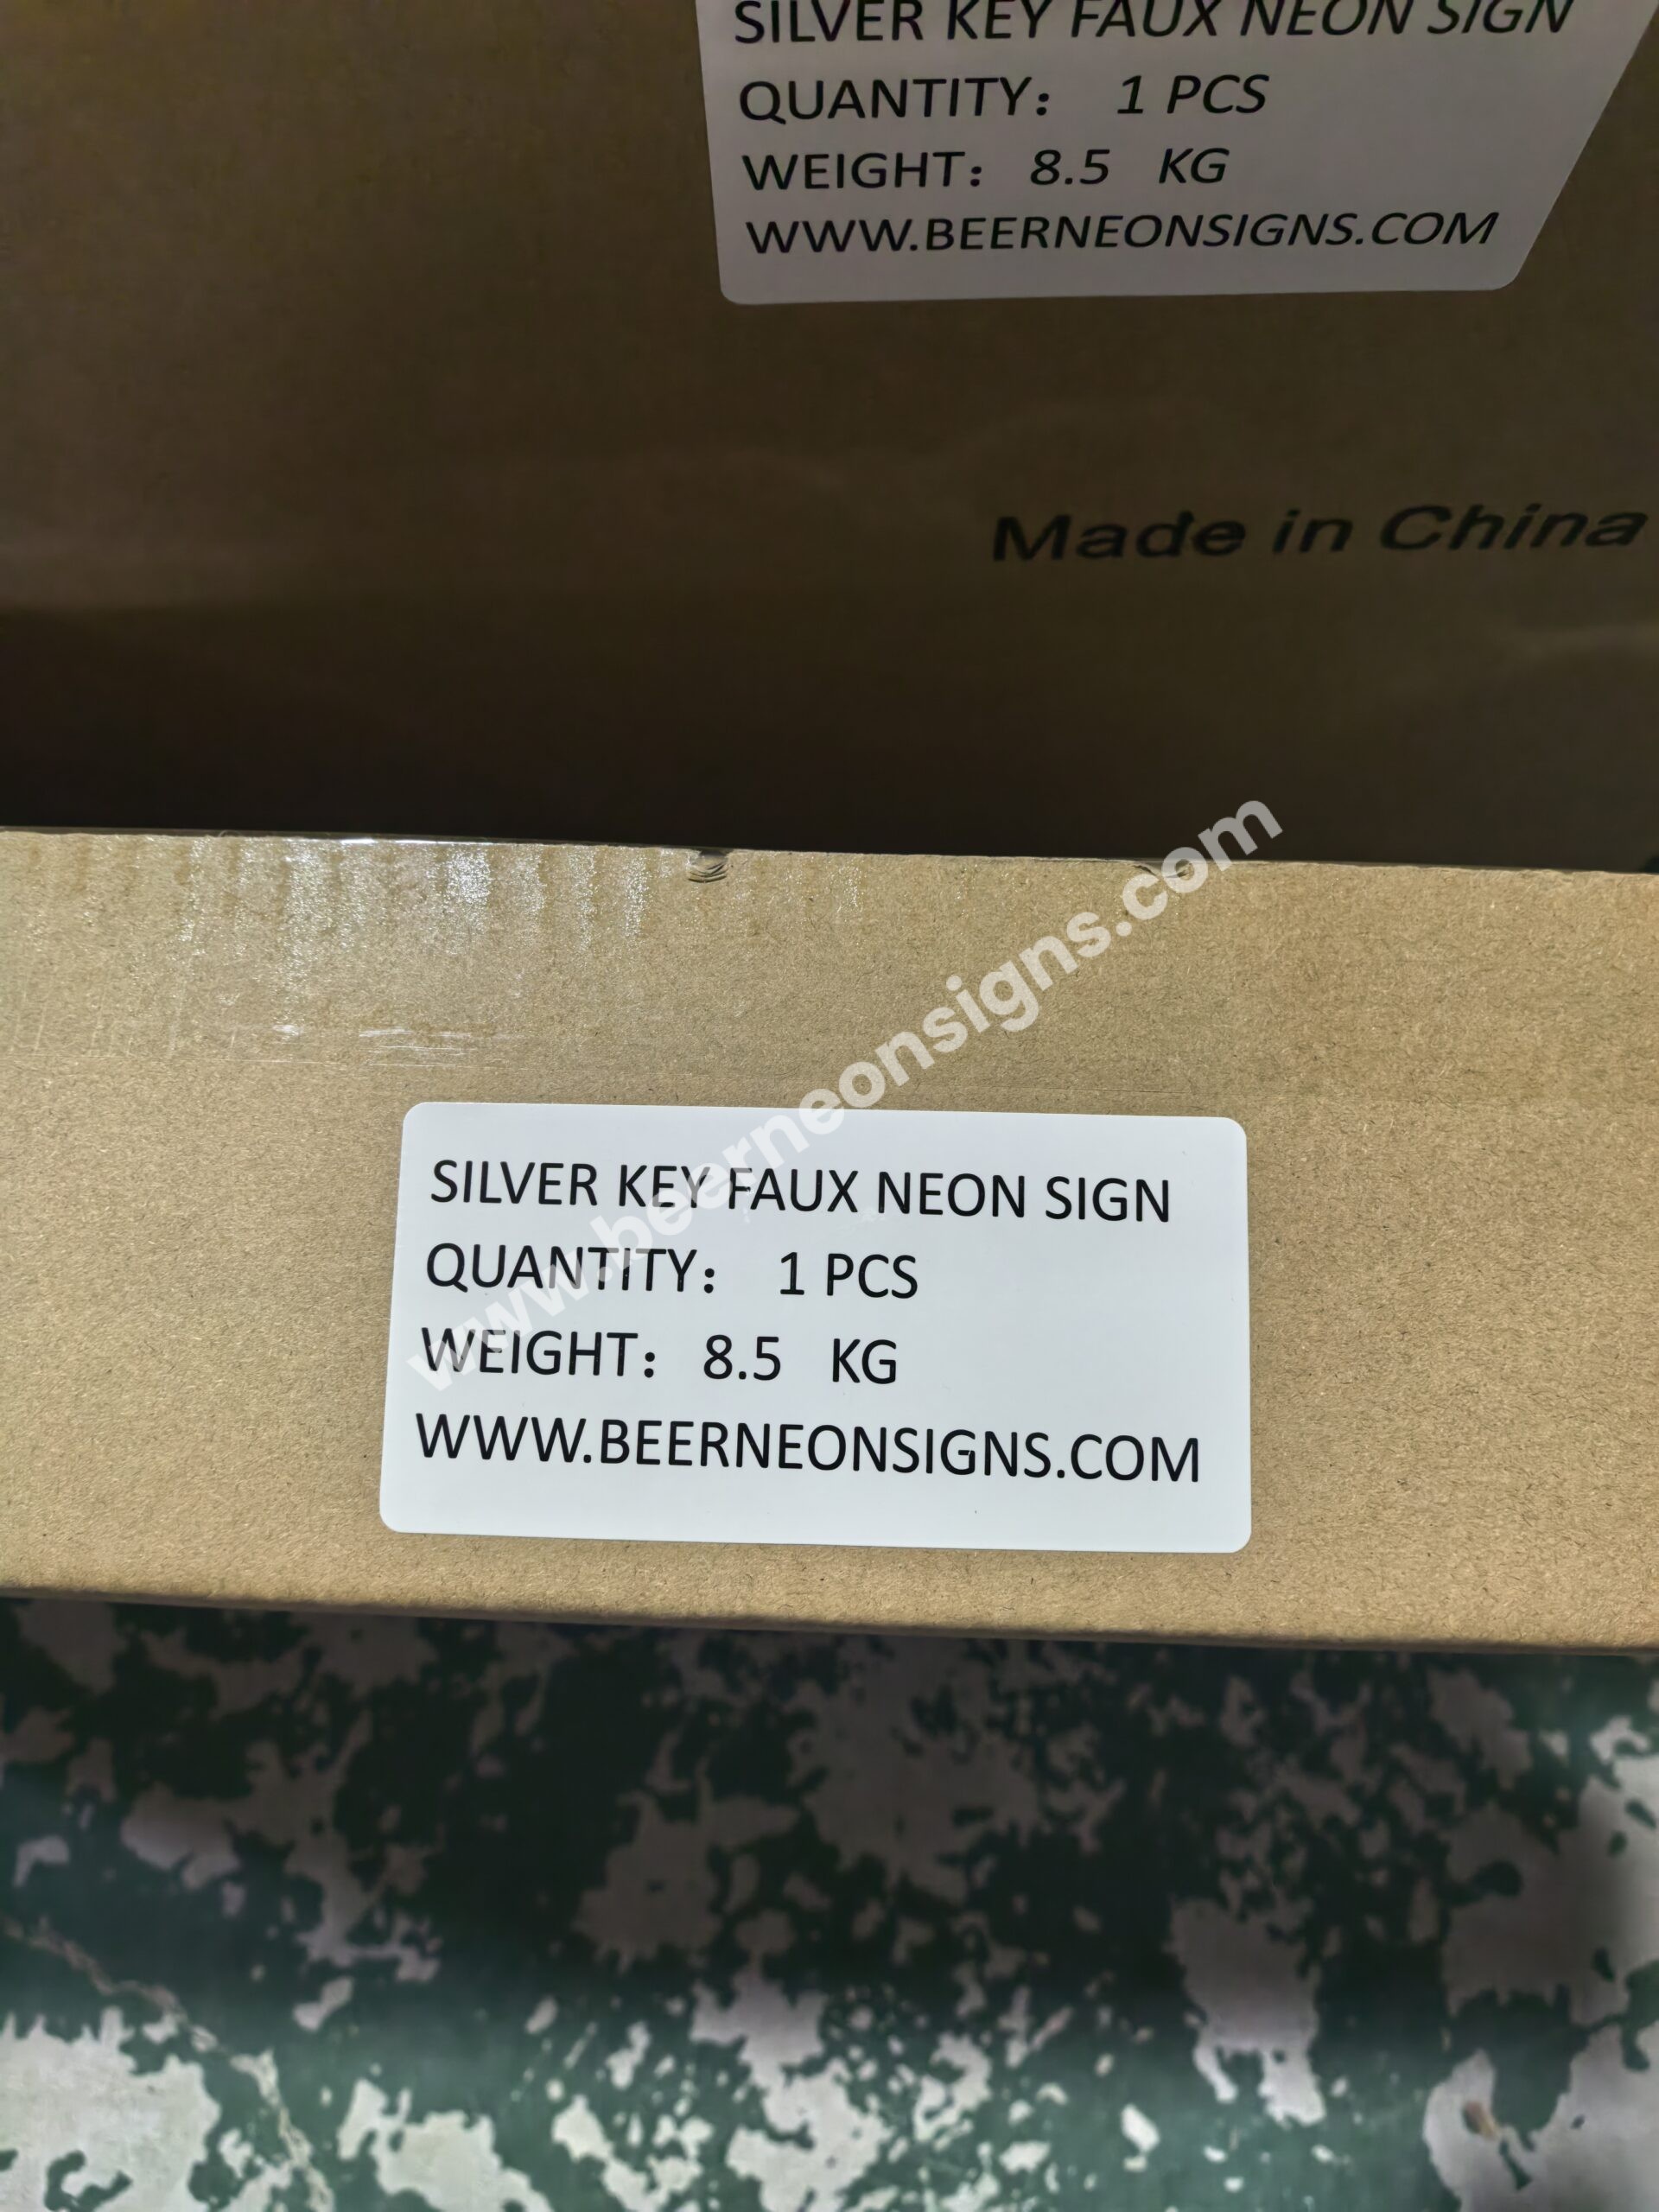 SILVER KEY FAUX NEON SIGN
QUANTITY： 1 PCS
WEIGHT： 8.5 KG
WWW.BEERNEONSIGNS.COM
Made in China
www.beerneonsigns.com
SILVER KEY FAUX NEON SIGN
QUANTITY： 1 PCS
WEIGHT： 8.5 KG
WWW.BEERNEONSIGNS.COM